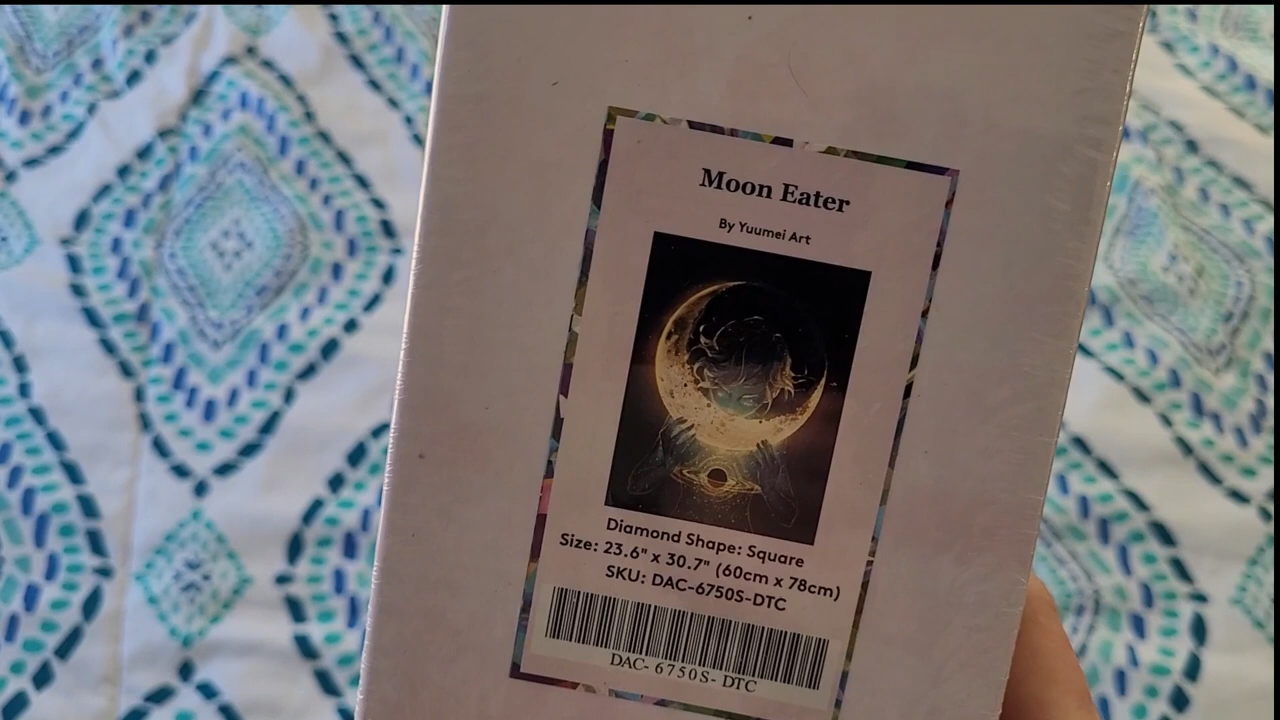 Moon Eater
By Yuumei Art
Diamond Shape: Square
Size: 23.6" x 30.7" (60cm x 78cm)
SKU: DAC-6750S-DTC
DAC- 6750S- DTC